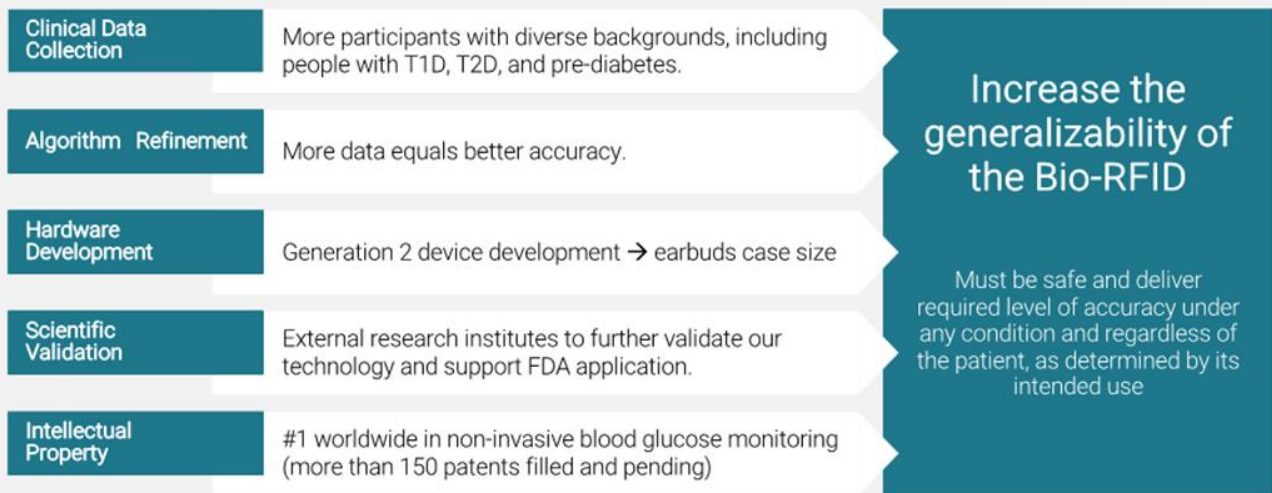 Clinical Data
Collection
More participants with diverse backgrounds, including
people with T1D, T2D, and pre-diabetes.
Algorithm Refinement
More data equals better accuracy.
Hardware
Development
Generation 2 device development → earbuds case size
Scientific
Validation
External research institutes to further validate our
technology and support FDA application.
Intellectual
Property
#1 worldwide in non-invasive blood glucose monitoring
(more than 150 patents filled and pending)
Increase the
generalizability of
the Bio-RFID
Must be safe and deliver
required level of accuracy under
any condition and regardless of
the patient, as determined by its
intended use